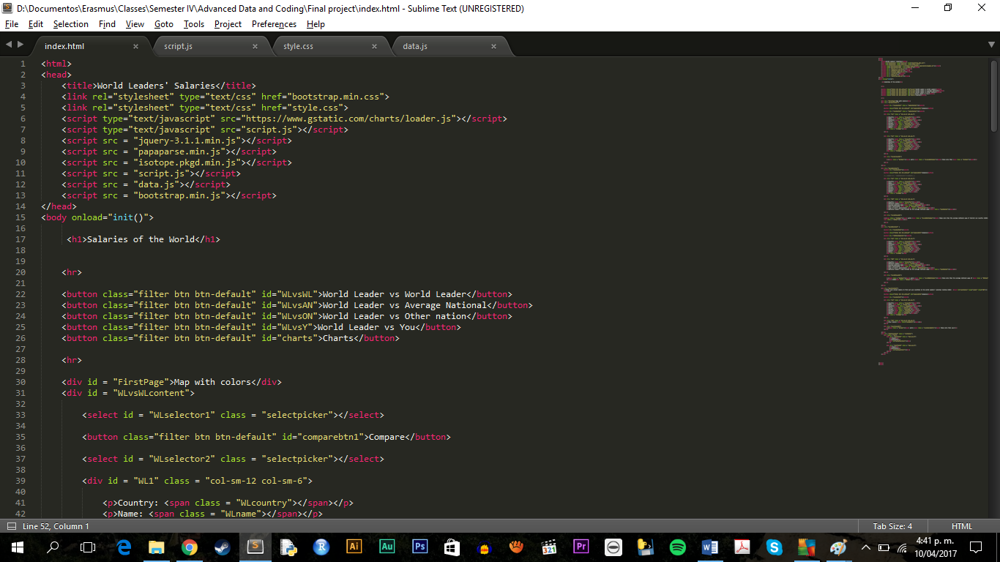 D:\Documentos\Erasmus\Classes\Semester IV\Advanced Data and Coding\Final project\index.html - Sublime Text (UNREGISTERED)
File Edit Selection Find View Goto Tools Project Preferences Help
index.html × script.js × style.css × data.js ×
1 <html>
2 <head>
3 <title>World Leaders' Salaries</title>
4 <link rel="stylesheet" type="text/css" href="bootstrap.min.css">
5 <link rel="stylesheet" type="text/css" href="style.css">
6 <script type="text/javascript" src="https://www.gstatic.com/charts/loader.js"></script>
7 <script type="text/javascript" src="script.js"></script>
8 <script src = "jquery-3.1.1.min.js"></script>
9 <script src = "papaparse.min.js"></script>
10 <script src = "isotope.pkgd.min.js"></script>
11 <script src = "script.js"></script>
12 <script src = "data.js"></script>
13 <script src = "bootstrap.min.js"></script>
14 </head>
15 <body onload="init()">
16
17 <h1>Salaries of the World</h1>
18
19
20 <hr>
21
22 <button class="filter btn btn-default" id="WLvsWL">World Leader vs World Leader</button>
23 <button class="filter btn btn-default" id="WLvsAN">World Leader vs Average National</button>
24 <button class="filter btn btn-default" id="WLvsON">World Leader vs Other nation</button>
25 <button class="filter btn btn-default" id="WLvsY">World Leader vs You</button>
26 <button class="filter btn btn-default" id="charts">Charts</button>
27
28 <hr>
29
30 <div id = "FirstPage">Map with colors</div>
31 <div id = "WLvsWLcontent">
32
33 <select id = "WLselector1" class = "selectpicker"></select>
34
35 <button class="filter btn btn-default" id="comparebtn1">Compare</button>
36
37 <select id = "WLselector2" class = "selectpicker"></select>
38
39 <div id = "WL1" class = "col-sm-12 col-sm-6">
40
41 <p>Country: <span class = "WLcountry"></span></p>
42 <p>Name: <span class = "WLname"></span></p>
Line 52, Column 1 Tab Size: 4 HTML
S R Ai Au Ps 321 Pr W S
4:41 p. m.
10/04/2017